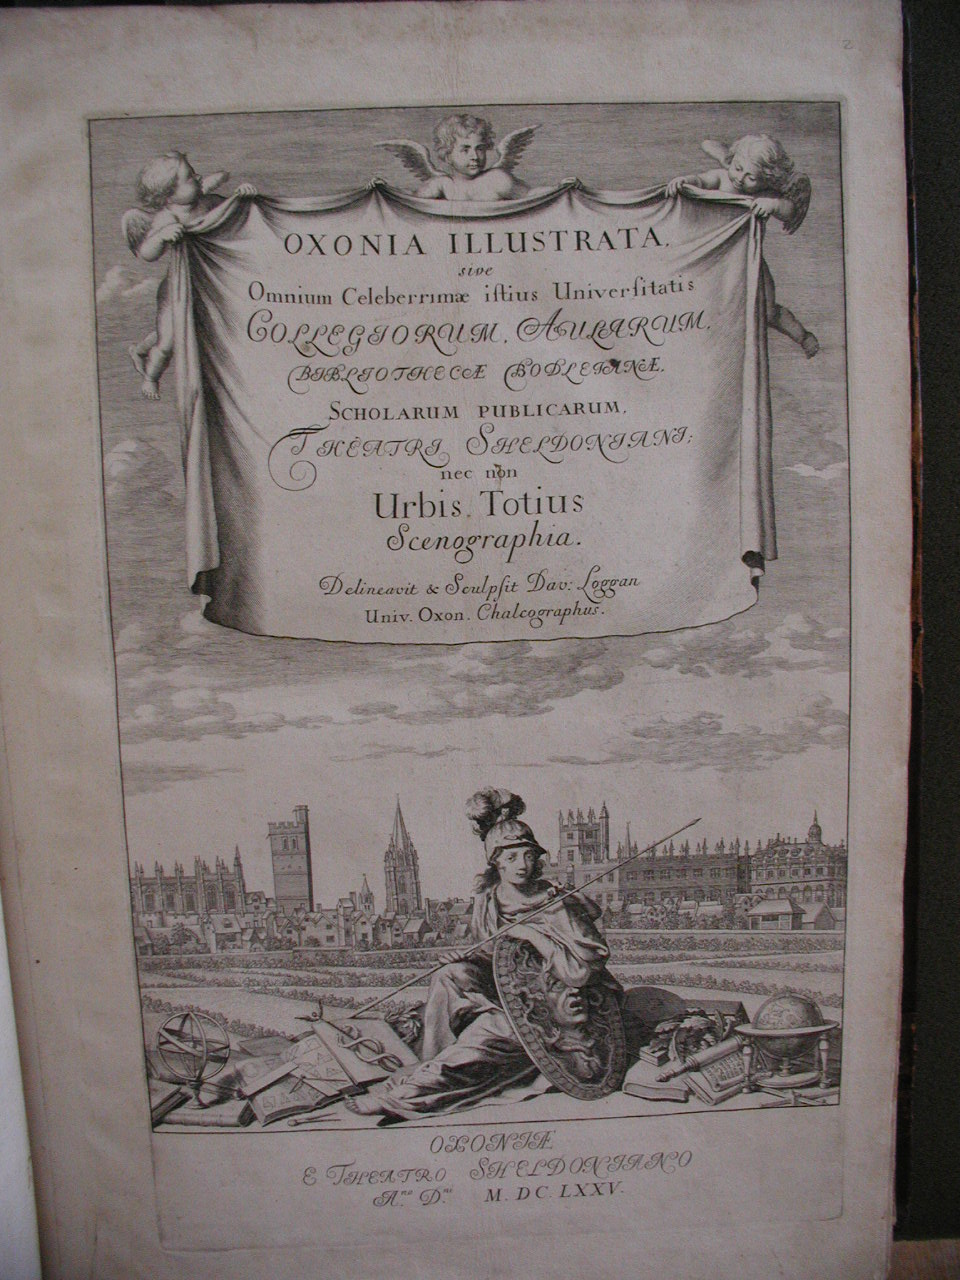 2
OXONIA ILLUSTRATA,
sive
Omnium Celeberrimæ iſtius Univerſitatis
COLLEGIORUM, AULARUM,
BIBLIOTHECÆ BODLEIANÆ,
SCHOLARUM PUBLICARUM,
THEATRI SHELDONIANI;
nec non
Urbis Totius
Scenographia.
Delineavit & Sculpſit Dav: Loggan
Univ. Oxon. Chalcographus.
OXONIÆ
E THEATRO SHELDONIANO
Ano. Dni. M. DC. LXXV.